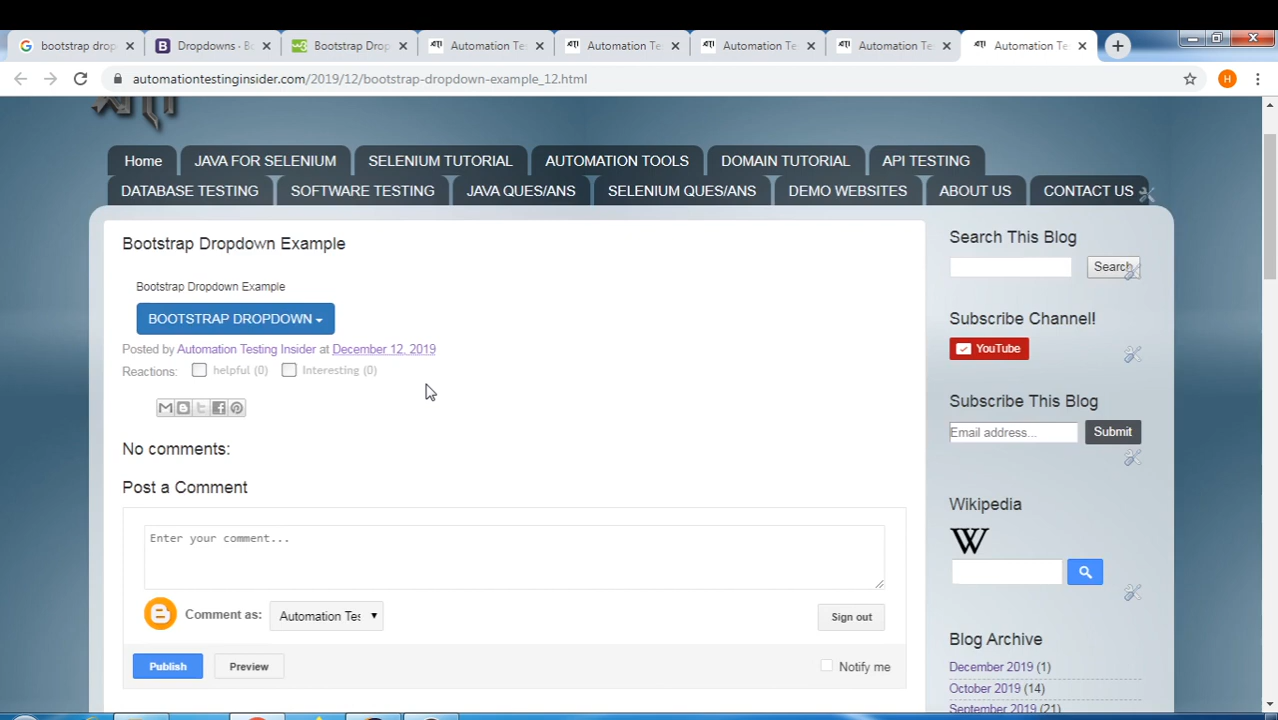 bootstrap drop
Dropdowns · Bo
Bootstrap Drop
Automation Te
Automation Te
Automation Te
Automation Te
Automation Te
automationtestinginsider.com/2019/12/bootstrap-dropdown-example_12.html
H
ATI
Home
JAVA FOR SELENIUM
SELENIUM TUTORIAL
AUTOMATION TOOLS
DOMAIN TUTORIAL
API TESTING
DATABASE TESTING
SOFTWARE TESTING
JAVA QUES/ANS
SELENIUM QUES/ANS
DEMO WEBSITES
ABOUT US
CONTACT US
Bootstrap Dropdown Example
Bootstrap Dropdown Example
BOOTSTRAP DROPDOWN
Posted by Automation Testing Insider at December 12, 2019
Reactions: helpful (0) Interesting (0)
No comments:
Post a Comment
Enter your comment...
Comment as: Automation Tes
Sign out
Publish
Preview
Notify me
Search This Blog
Search
Subscribe Channel!
YouTube
Subscribe This Blog
Email address...
Submit
Wikipedia
W
Blog Archive
December 2019 (1)
October 2019 (14)
September 2019 (21)